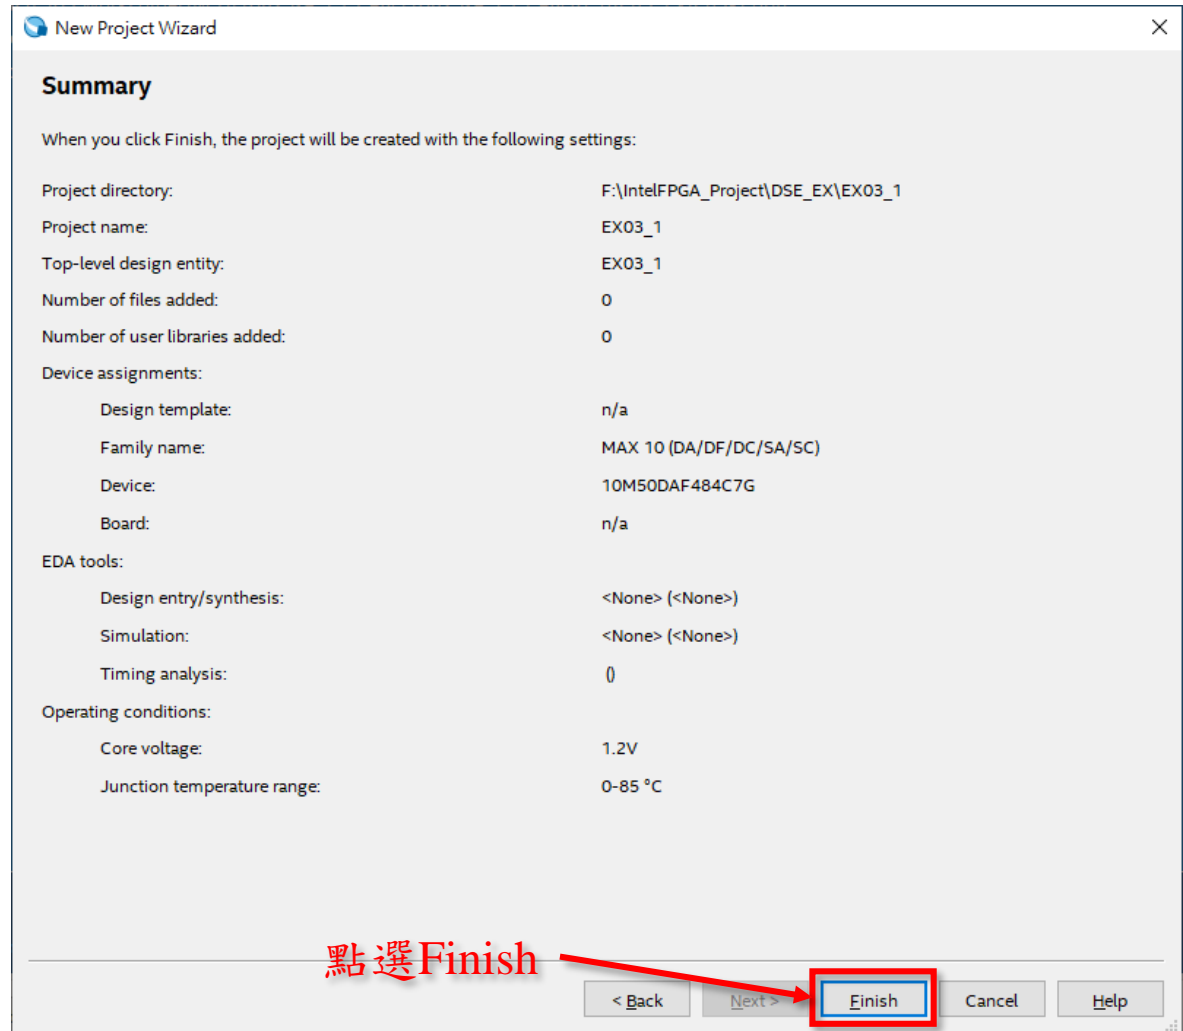 New Project Wizard
Summary
When you click Finish, the project will be created with the following settings:
Project directory: F:\IntelFPGA_Project\DSE_EX\EX03_1
Project name: EX03_1
Top-level design entity: EX03_1
Number of files added: 0
Number of user libraries added: 0
Device assignments:
Design template: n/a
Family name: MAX 10 (DA/DF/DC/SA/SC)
Device: 10M50DAF484C7G
Board: n/a
EDA tools:
Design entry/synthesis: <None> (<None>)
Simulation: <None> (<None>)
Timing analysis: ()
Operating conditions:
Core voltage: 1.2V
Junction temperature range: 0-85 °C
點選Finish
< Back Next > Finish Cancel Help